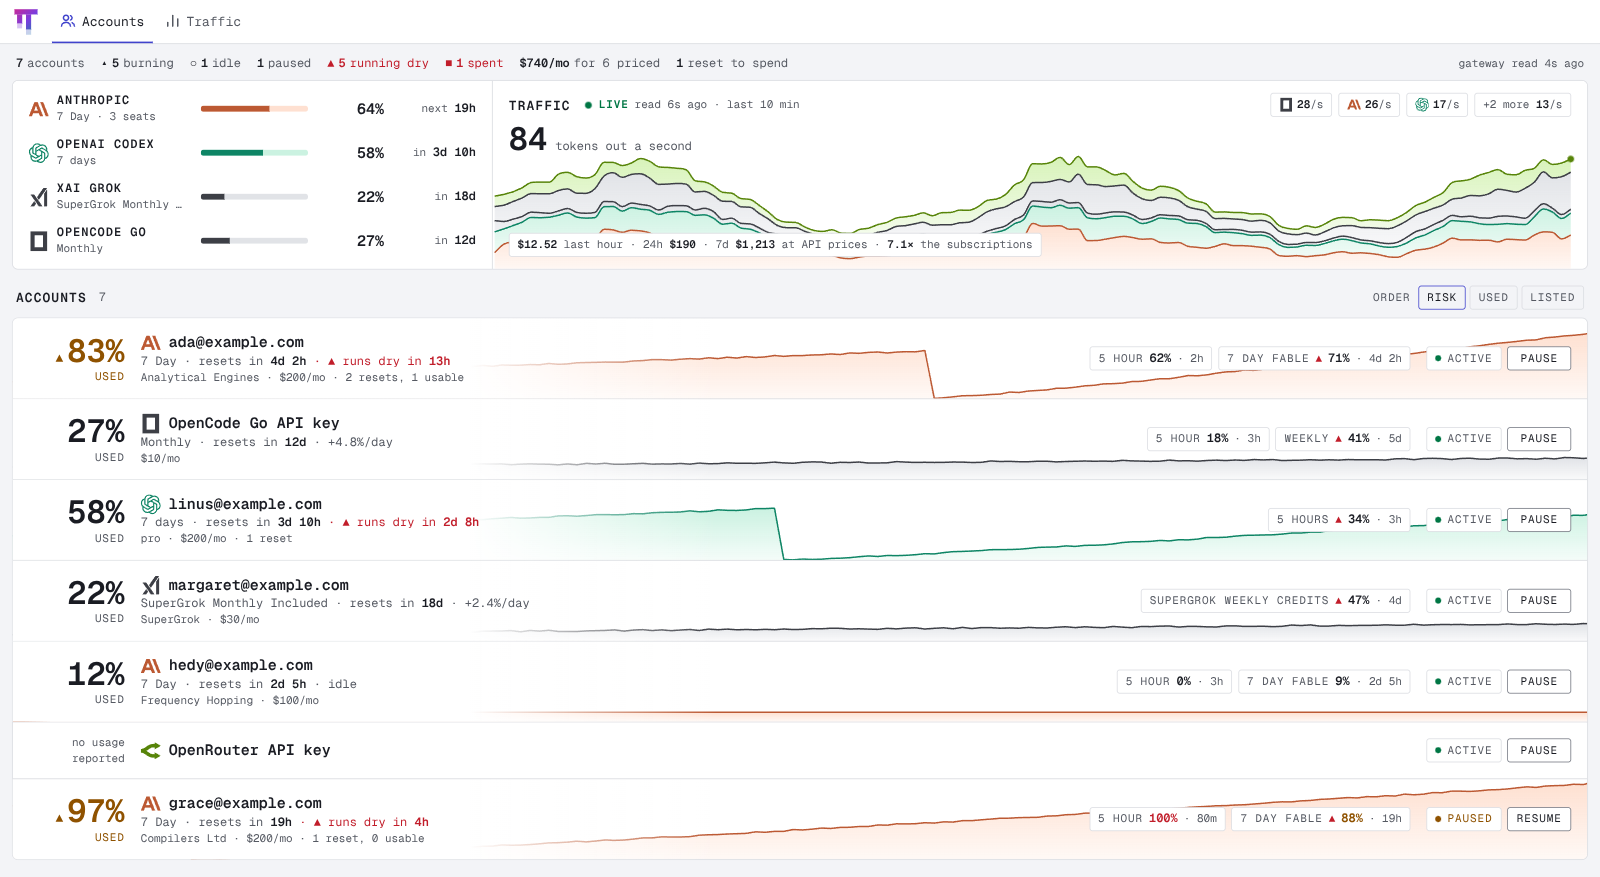 Accounts Traffic
7 accounts ▲ 5 burning ○ 1 idle 1 paused ▲ 5 running dry ■ 1 spent $740/mo for 6 priced 1 reset to spend gateway read 4s ago
ANTHROPIC
7 Day · 3 seats
64% next 19h
OPENAI CODEX
7 days
58% in 3d 10h
XAI GROK
SuperGrok Monthly …
22% in 18d
OPENCODE GO
Monthly
27% in 12d
TRAFFIC ● LIVE read 6s ago · last 10 min
28/s 26/s 17/s +2 more 13/s
84 tokens out a second
$12.52 last hour · 24h $190 · 7d $1,213 at API prices · 7.1× the subscriptions
ACCOUNTS 7
ORDER RISK USED LISTED
▲83% USED
ada@example.com
7 Day · resets in 4d 2h · ▲ runs dry in 13h
Analytical Engines · $200/mo · 2 resets, 1 usable
5 HOUR 62% · 2h 7 DAY FABLE ▲ 71% · 4d 2h ● ACTIVE PAUSE
27% USED
OpenCode Go API key
Monthly · resets in 12d · +4.8%/day
$10/mo
5 HOUR 18% · 3h WEEKLY ▲ 41% · 5d ● ACTIVE PAUSE
58% USED
linus@example.com
7 days · resets in 3d 10h · ▲ runs dry in 2d 8h
pro · $200/mo · 1 reset
5 HOURS ▲ 34% · 3h ● ACTIVE PAUSE
22% USED
margaret@example.com
SuperGrok Monthly Included · resets in 18d · +2.4%/day
SuperGrok · $30/mo
SUPERGROK WEEKLY CREDITS ▲ 47% · 4d ● ACTIVE PAUSE
12% USED
hedy@example.com
7 Day · resets in 2d 5h · idle
Frequency Hopping · $100/mo
5 HOUR 0% · 3h 7 DAY FABLE 9% · 2d 5h ● ACTIVE PAUSE
no usage
reported
OpenRouter API key
● ACTIVE PAUSE
▲97% USED
grace@example.com
7 Day · resets in 19h · ▲ runs dry in 4h
Compilers Ltd · $200/mo · 1 reset, 0 usable
5 HOUR 100% · 80m 7 DAY FABLE ▲ 88% · 19h ● PAUSED RESUME